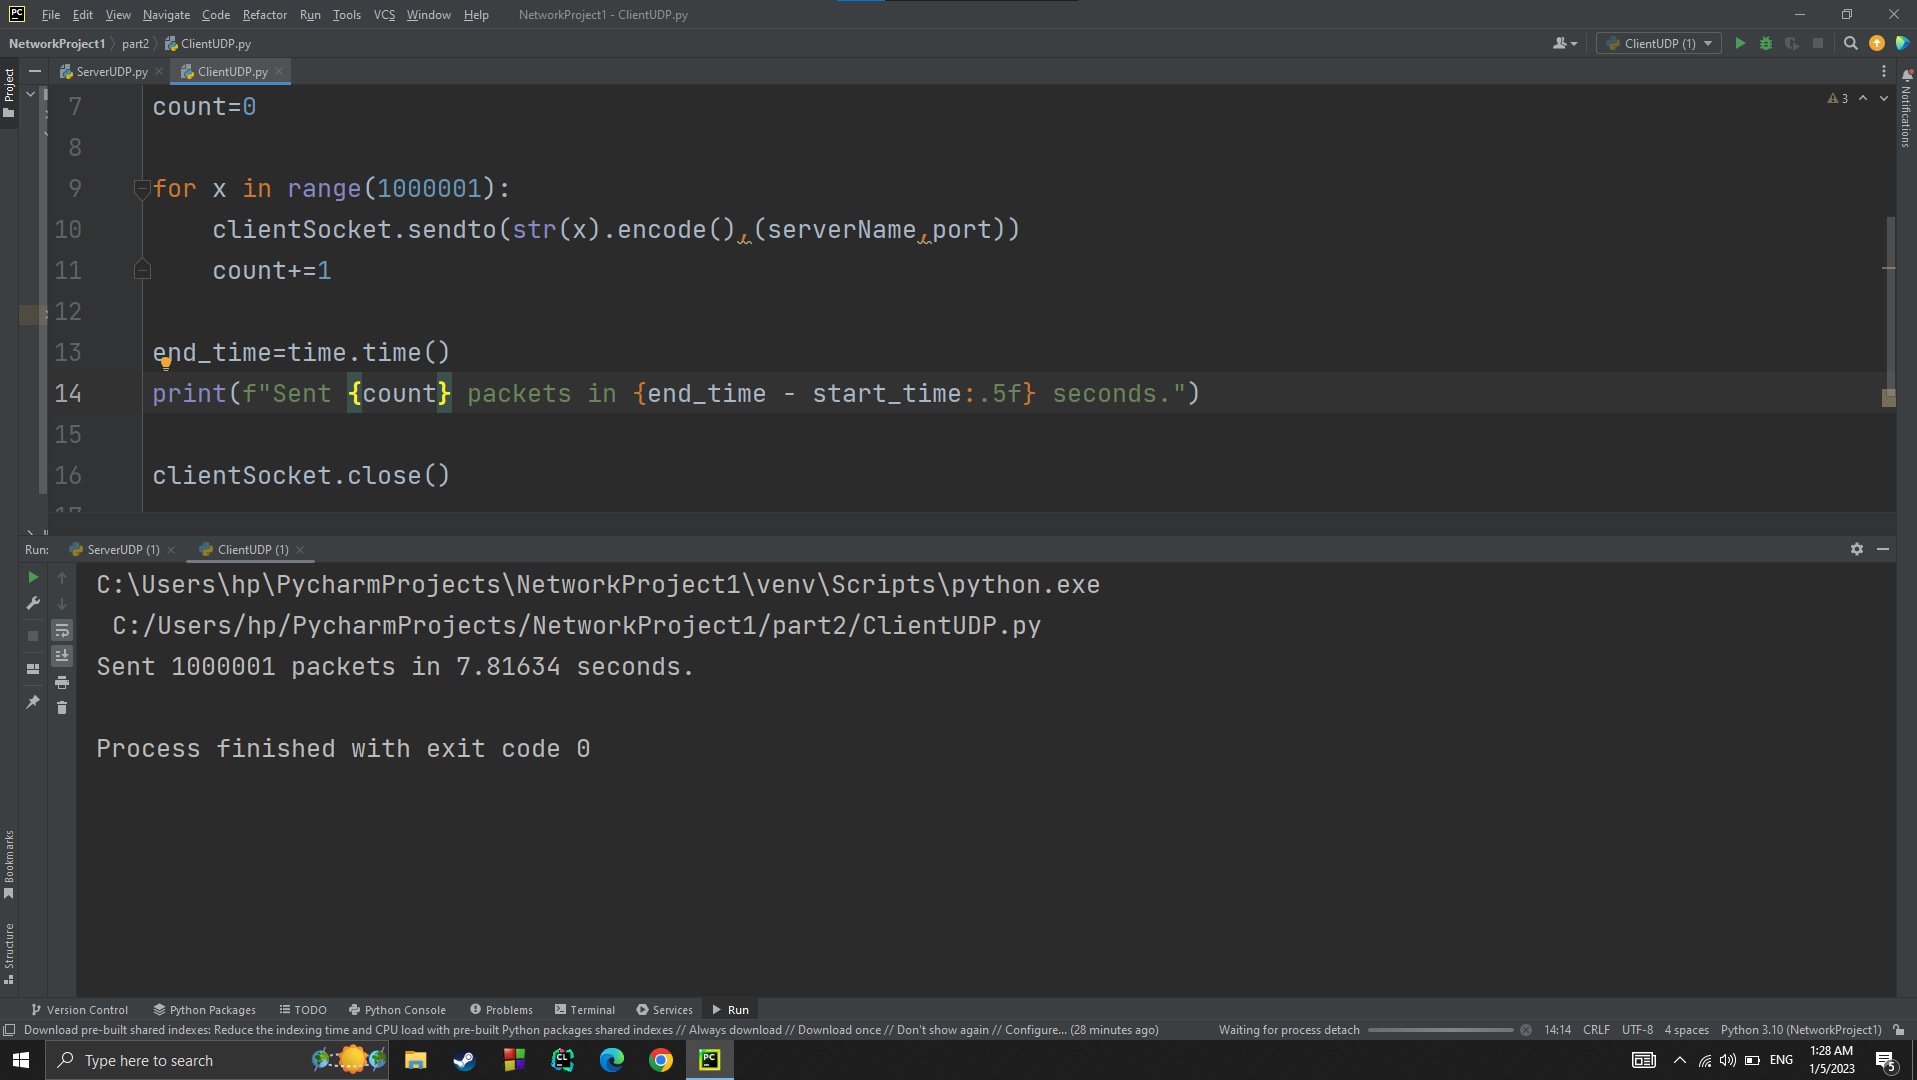 PC File Edit View Navigate Code Refactor Run Tools VCS Window Help NetworkProject1 - ClientUDP.py
NetworkProject1 part2 ClientUDP.py ClientUDP (1)
Project
ServerUDP.py ClientUDP.py
Notifications
3
7 count=0
8
9 for x in range(1000001):
10 clientSocket.sendto(str(x).encode(),(serverName,port))
11 count+=1
12
13 end_time=time.time()
14 print(f"Sent {count} packets in {end_time - start_time:.5f} seconds.")
15
16 clientSocket.close()
17
Run: ServerUDP (1) ClientUDP (1)
C:\Users\hp\PycharmProjects\NetworkProject1\venv\Scripts\python.exe
C:/Users/hp/PycharmProjects/NetworkProject1/part2/ClientUDP.py
Sent 1000001 packets in 7.81634 seconds.
Process finished with exit code 0
Bookmarks
Structure
Version Control Python Packages TODO Python Console Problems Terminal Services Run
Download pre-built shared indexes: Reduce the indexing time and CPU load with pre-built Python packages shared indexes // Always download // Download once // Don't show again // Configure... (28 minutes ago) Waiting for process detach 14:14 CRLF UTF-8 4 spaces Python 3.10 (NetworkProject1)
Type here to search CL PC ENG 1:28 AM
1/5/2023 5